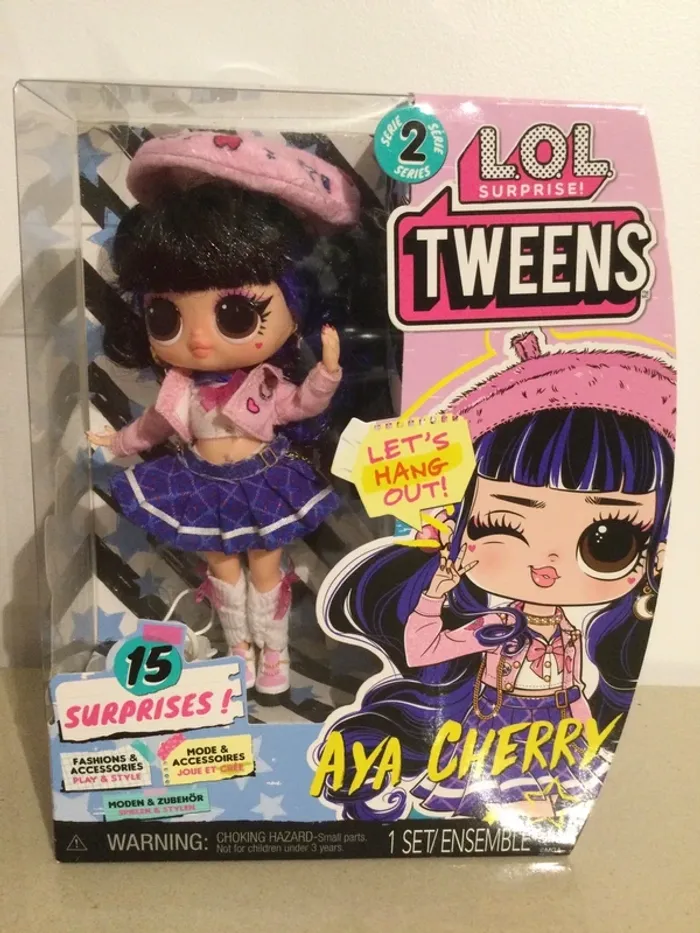 SERIE
SÉRIE
2
SERIES
L.O.L.
SURPRISE!
TWEENS
LET'S
HANG
OUT!
15
SURPRISES!
FASHIONS &
ACCESSORIES
PLAY & STYLE
MODE &
ACCESSOIRES
JOUE ET CRÉE
MODEN & ZUBEHÖR
SPIELEN & STYLEN
AYA CHERRY
WARNING: CHOKING HAZARD-Small parts.
Not for children under 3 years.
1 SET/ENSEMBLE